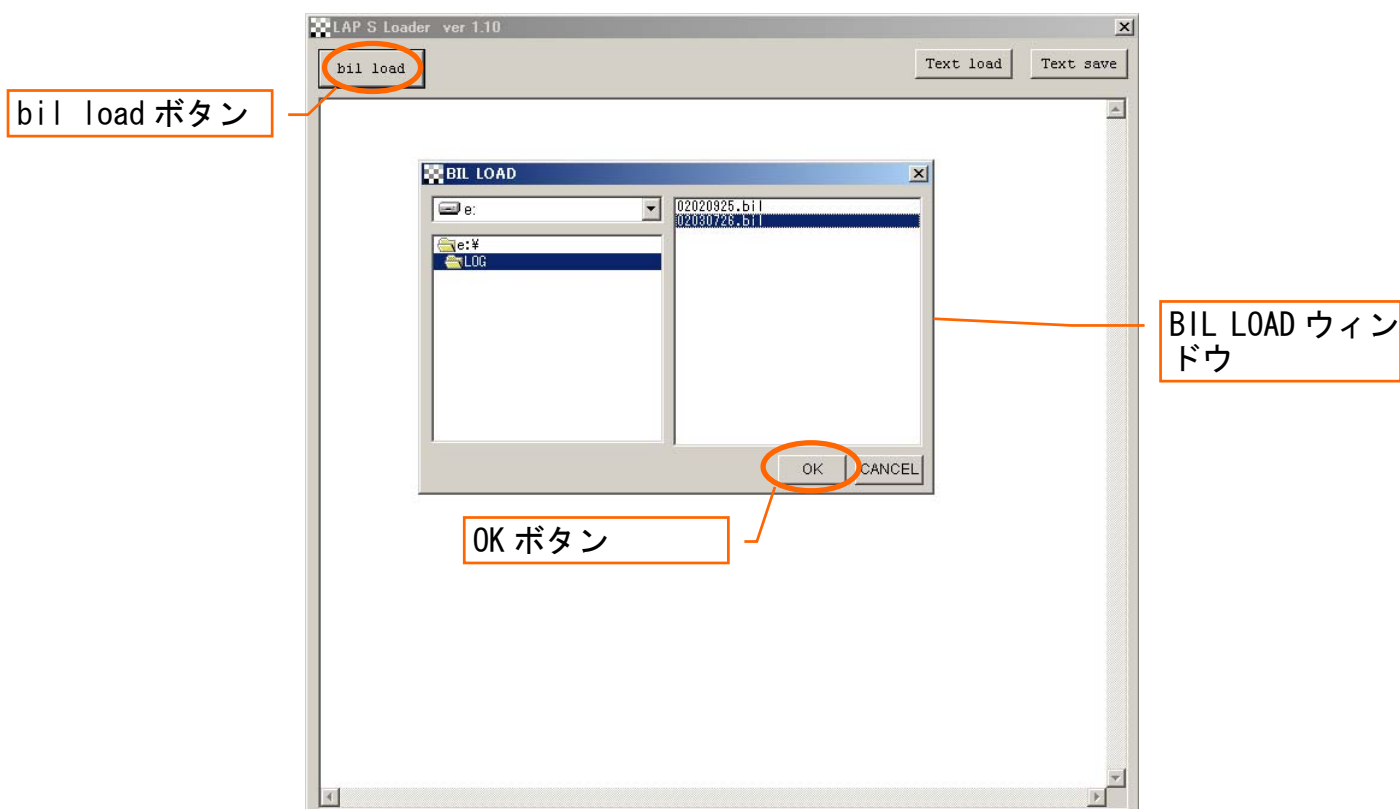 LAP S Loader ver 1.10
bil load
Text load
Text save
bil load ボタン
BIL LOAD
e:
02020925.bil
02030726.bil
e:¥
LOG
BIL LOAD ウィン
ドウ
OK
CANCEL
OK ボタン